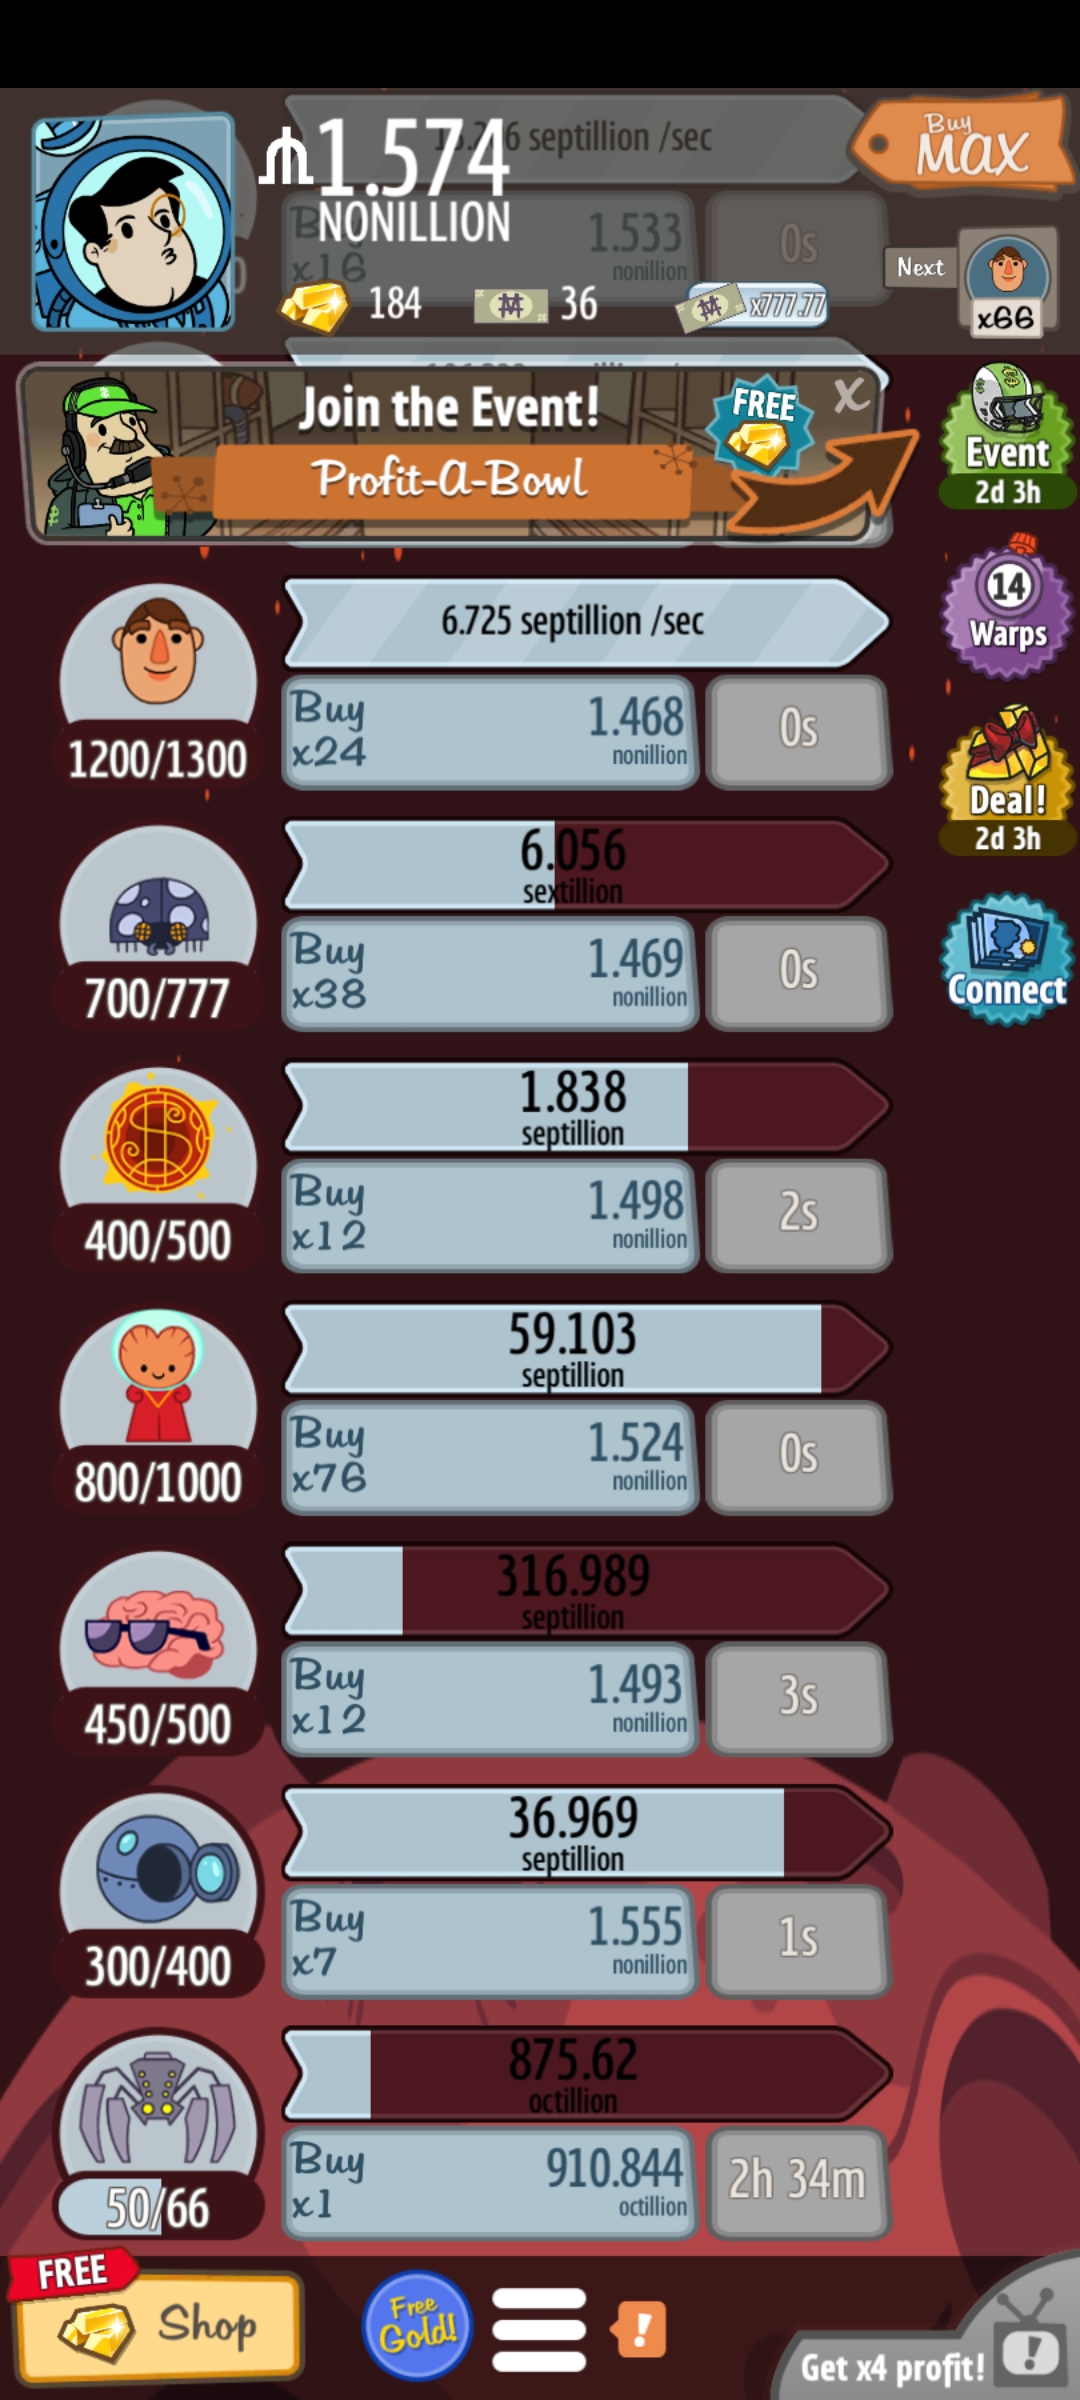 septillion /sec
Buy
MAX
1.574
NONILLION
Buy
x16
1.533
nonillion
0s
184
36
x777.77
Next
x66
Join the Event!
FREE
X
Profit-A-Bowl
Event
2d 3h
6.725 septillion /sec
14
Warps
Buy
x24
1.468
nonillion
0s
1200/1300
Deal!
2d 3h
6.056
sextillion
Buy
x38
1.469
nonillion
0s
700/777
Connect
1.838
septillion
Buy
x12
1.498
nonillion
2s
400/500
59.103
septillion
Buy
x76
1.524
nonillion
0s
800/1000
316.989
septillion
Buy
x12
1.493
nonillion
3s
450/500
36.969
septillion
Buy
x7
1.555
nonillion
1s
300/400
875.62
octillion
Buy
x1
910.844
octillion
2h 34m
50/66
FREE
Shop
Free
Gold!
!
Get x4 profit!
!